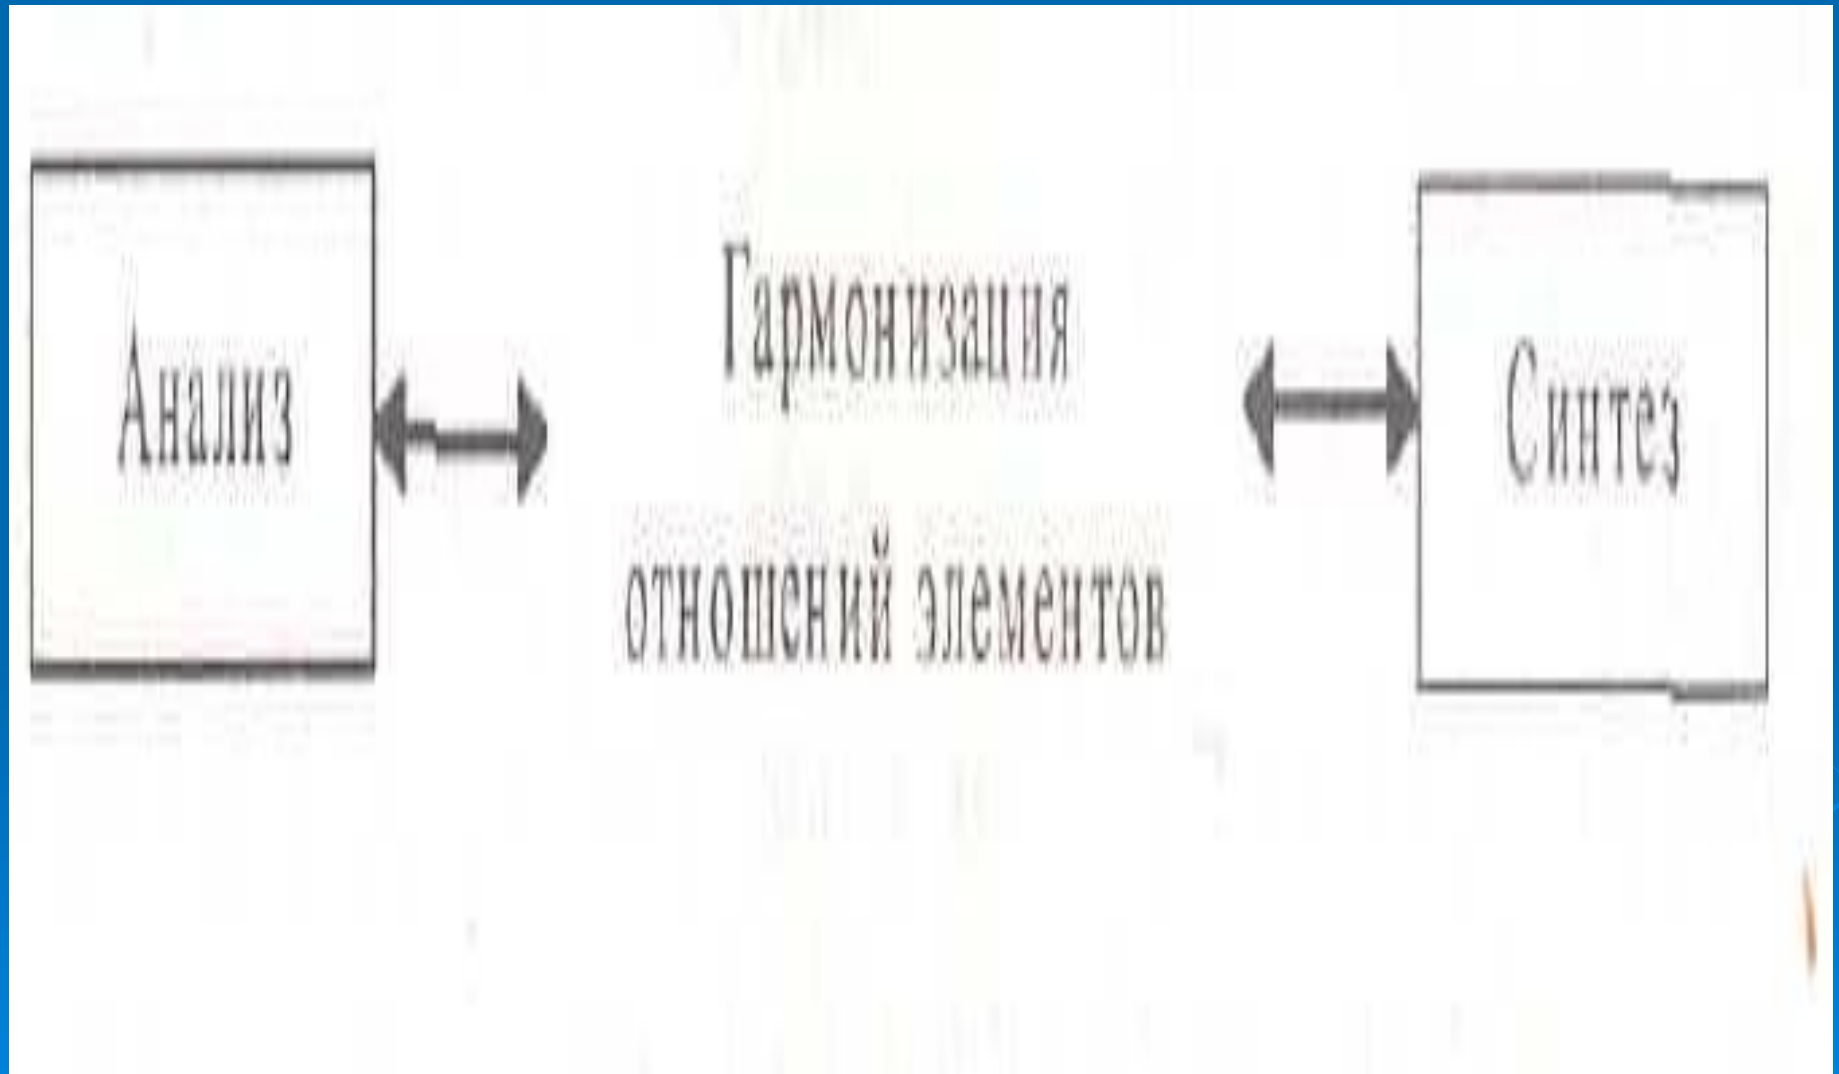 Анализ
Гармонизация
отношений элементов
Синтез